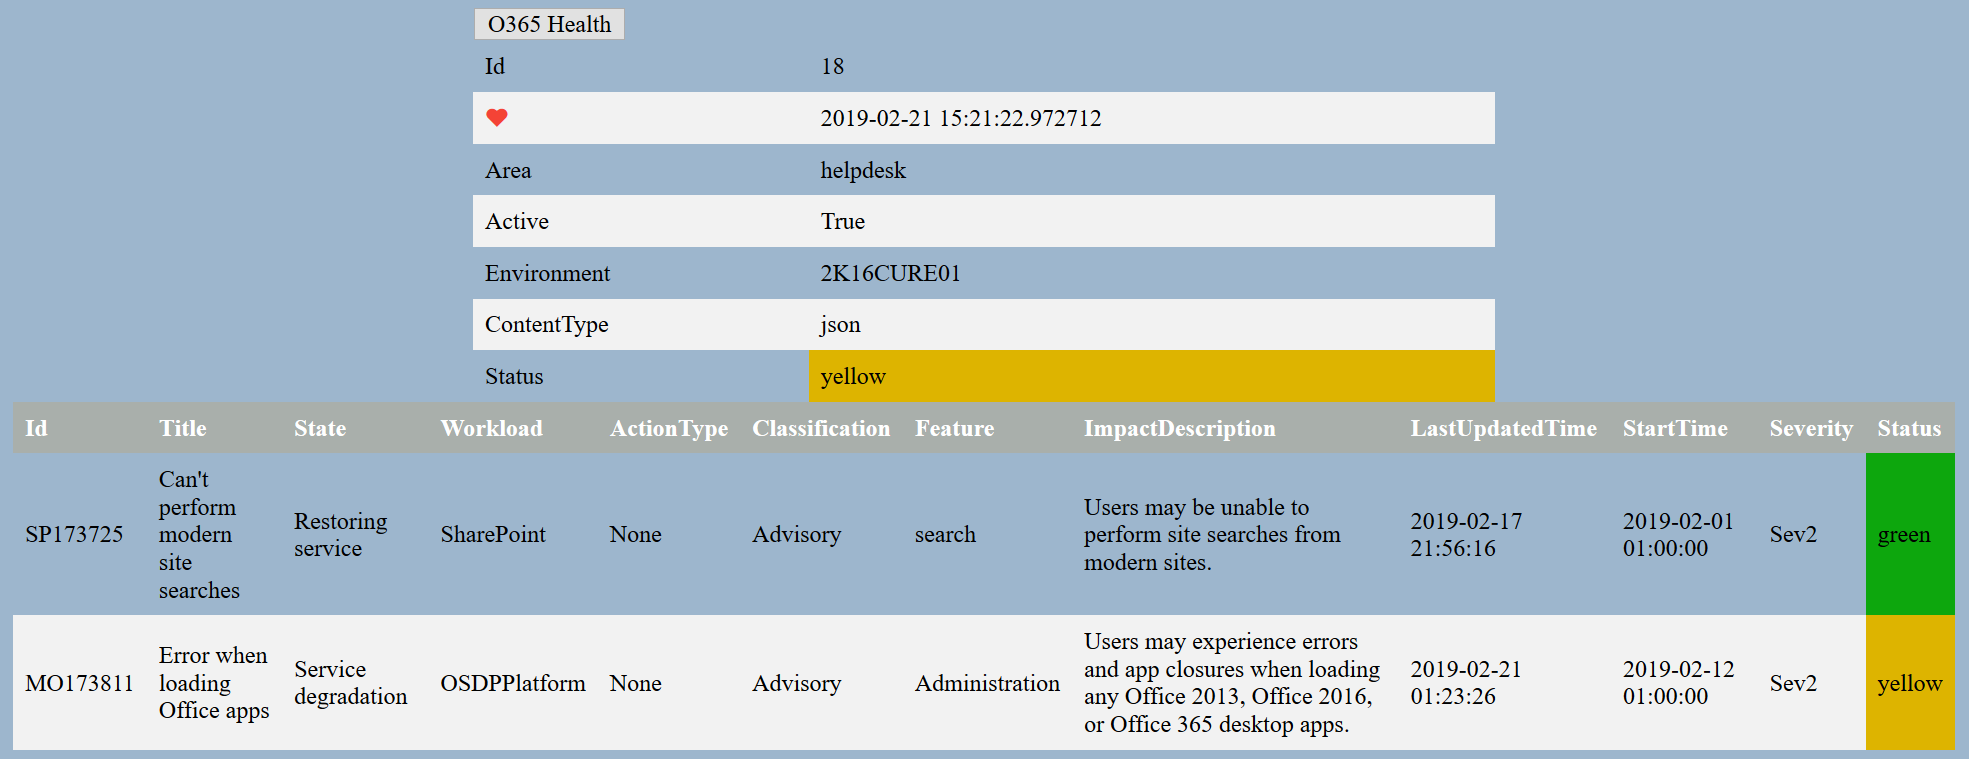 O365 Health
Id 18
2019-02-21 15:21:22.972712
Area helpdesk
Active True
Environment 2K16CURE01
ContentType json
Status yellow
Id Title State Workload ActionType Classification Feature ImpactDescription LastUpdatedTime StartTime Severity Status
SP173725
Can't
perform
modern
site
searches
Restoring
service
SharePoint
None
Advisory
search
Users may be unable to
perform site searches from
modern sites.
2019-02-17
21:56:16
2019-02-01
01:00:00
Sev2
green
MO173811
Error when
loading
Office apps
Service
degradation
OSDPPlatform
None
Advisory
Administration
Users may experience errors
and app closures when loading
any Office 2013, Office 2016,
or Office 365 desktop apps.
2019-02-21
01:23:26
2019-02-12
01:00:00
Sev2
yellow